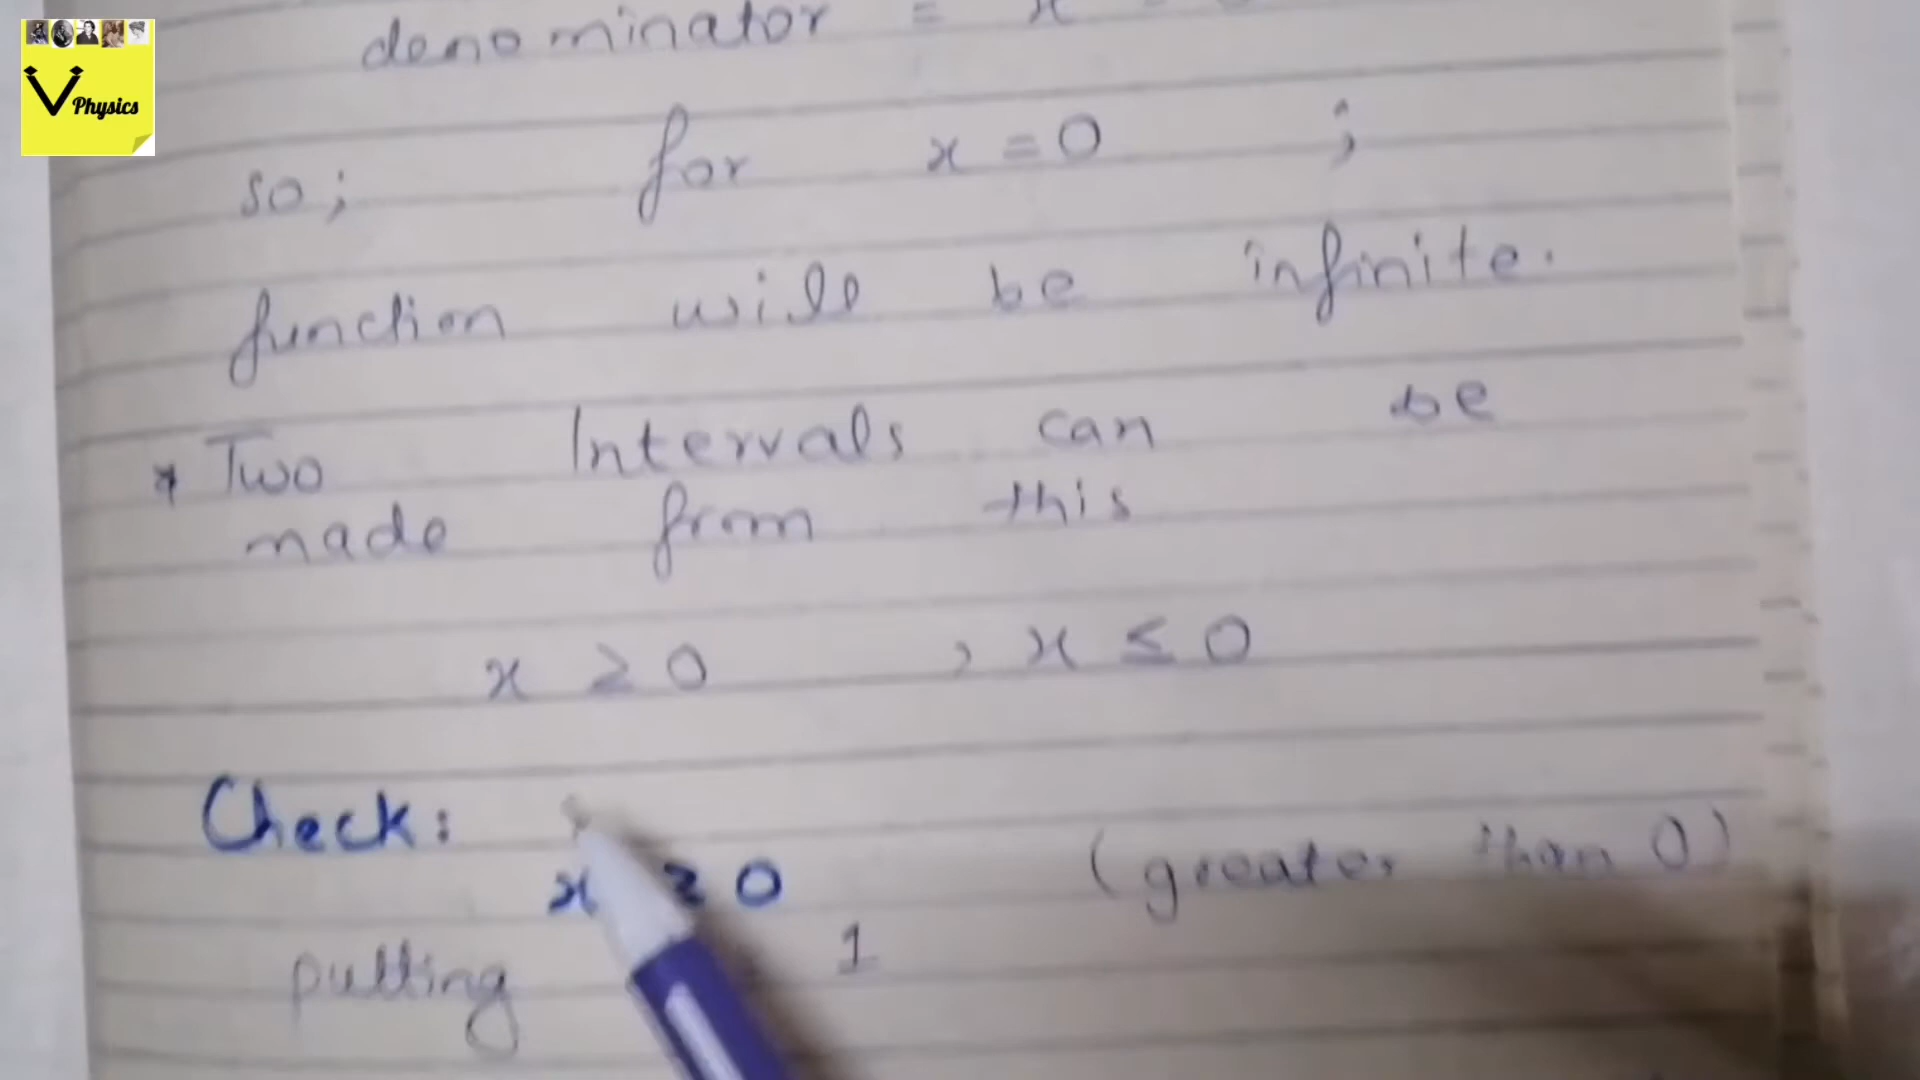 V Physics
denominator = x
so; for x = 0 ;
function will be infinite.
* Two Intervals can be
made from this
x ≥ 0 , x ≤ 0
Check:
x ≥ 0 (greater than 0)
putting 1